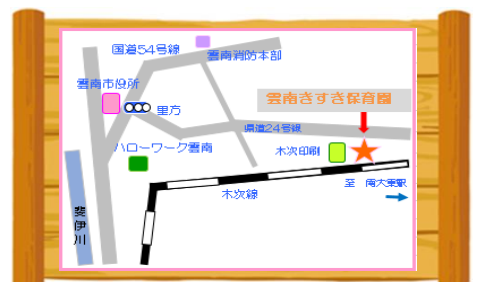 国道54号線
雲南消防本部
雲南市役所
里方
雲南きすき保育園
県道24号線
ハローワーク雲南
木次印刷
木次線
至 南大東駅
斐伊川